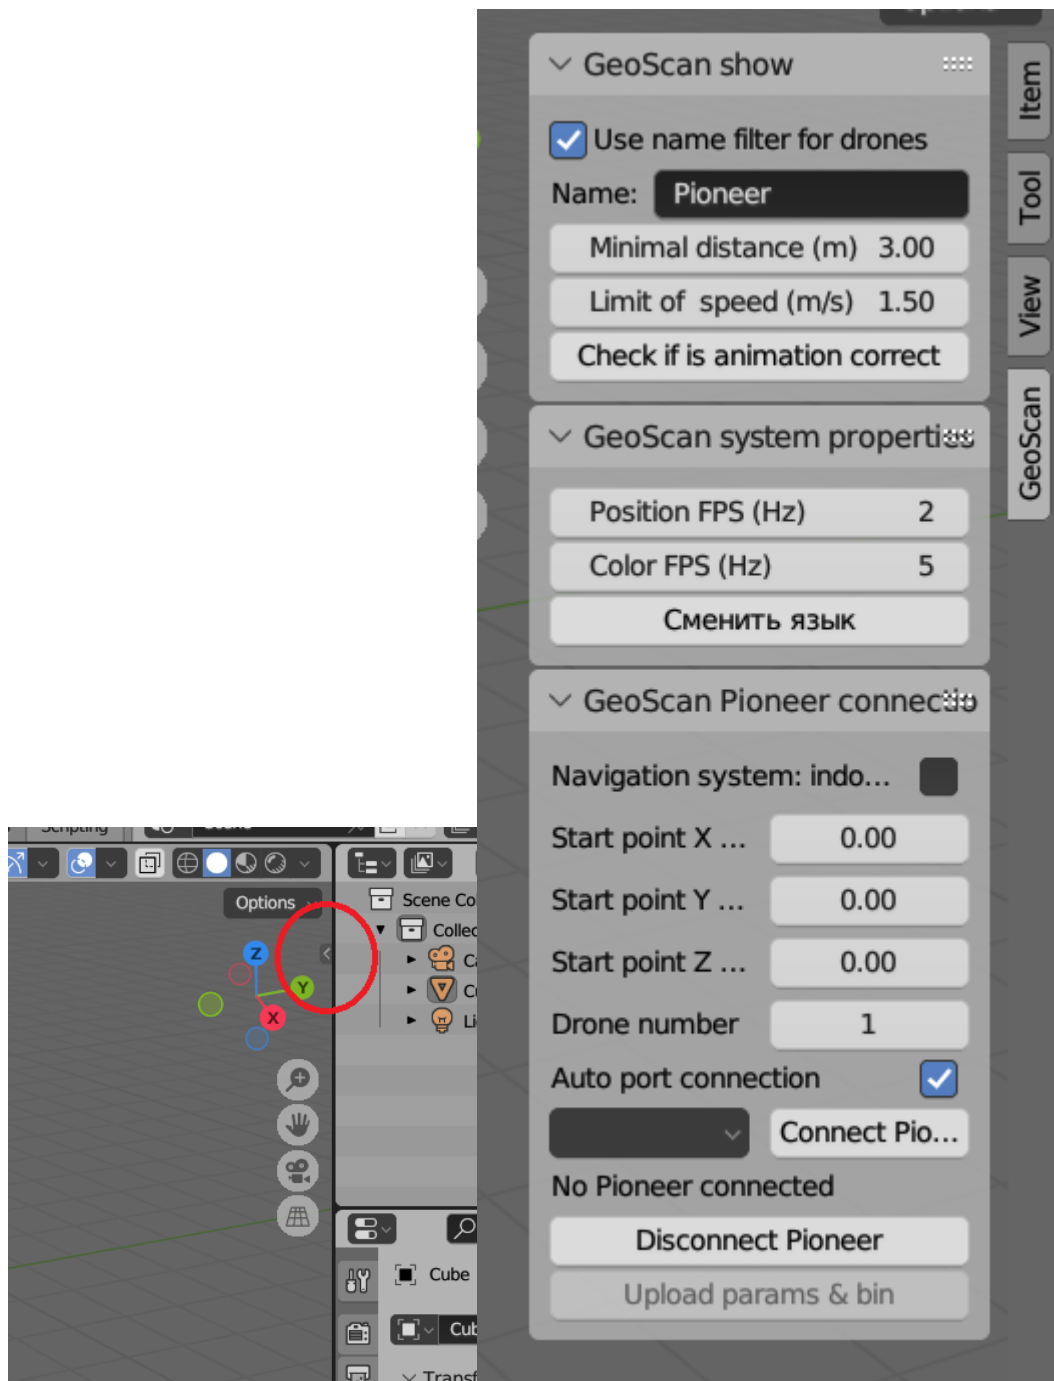 GeoScan show
Use name filter for drones
Name: Pioneer
Minimal distance (m) 3.00
Limit of speed (m/s) 1.50
Check if is animation correct
GeoScan system properties
Position FPS (Hz) 2
Color FPS (Hz) 5
Сменить язык
GeoScan Pioneer connectio
Navigation system: indo...
Start point X ... 0.00
Start point Y ... 0.00
Start point Z ... 0.00
Drone number 1
Auto port connection
Connect Pio...
No Pioneer connected
Disconnect Pioneer
Upload params & bin
Item
Tool
View
GeoScan
Scripting
Options
Scene Co
Collec
Z
Y
X
Ca
Cu
Li
Cube
Cub
Transf